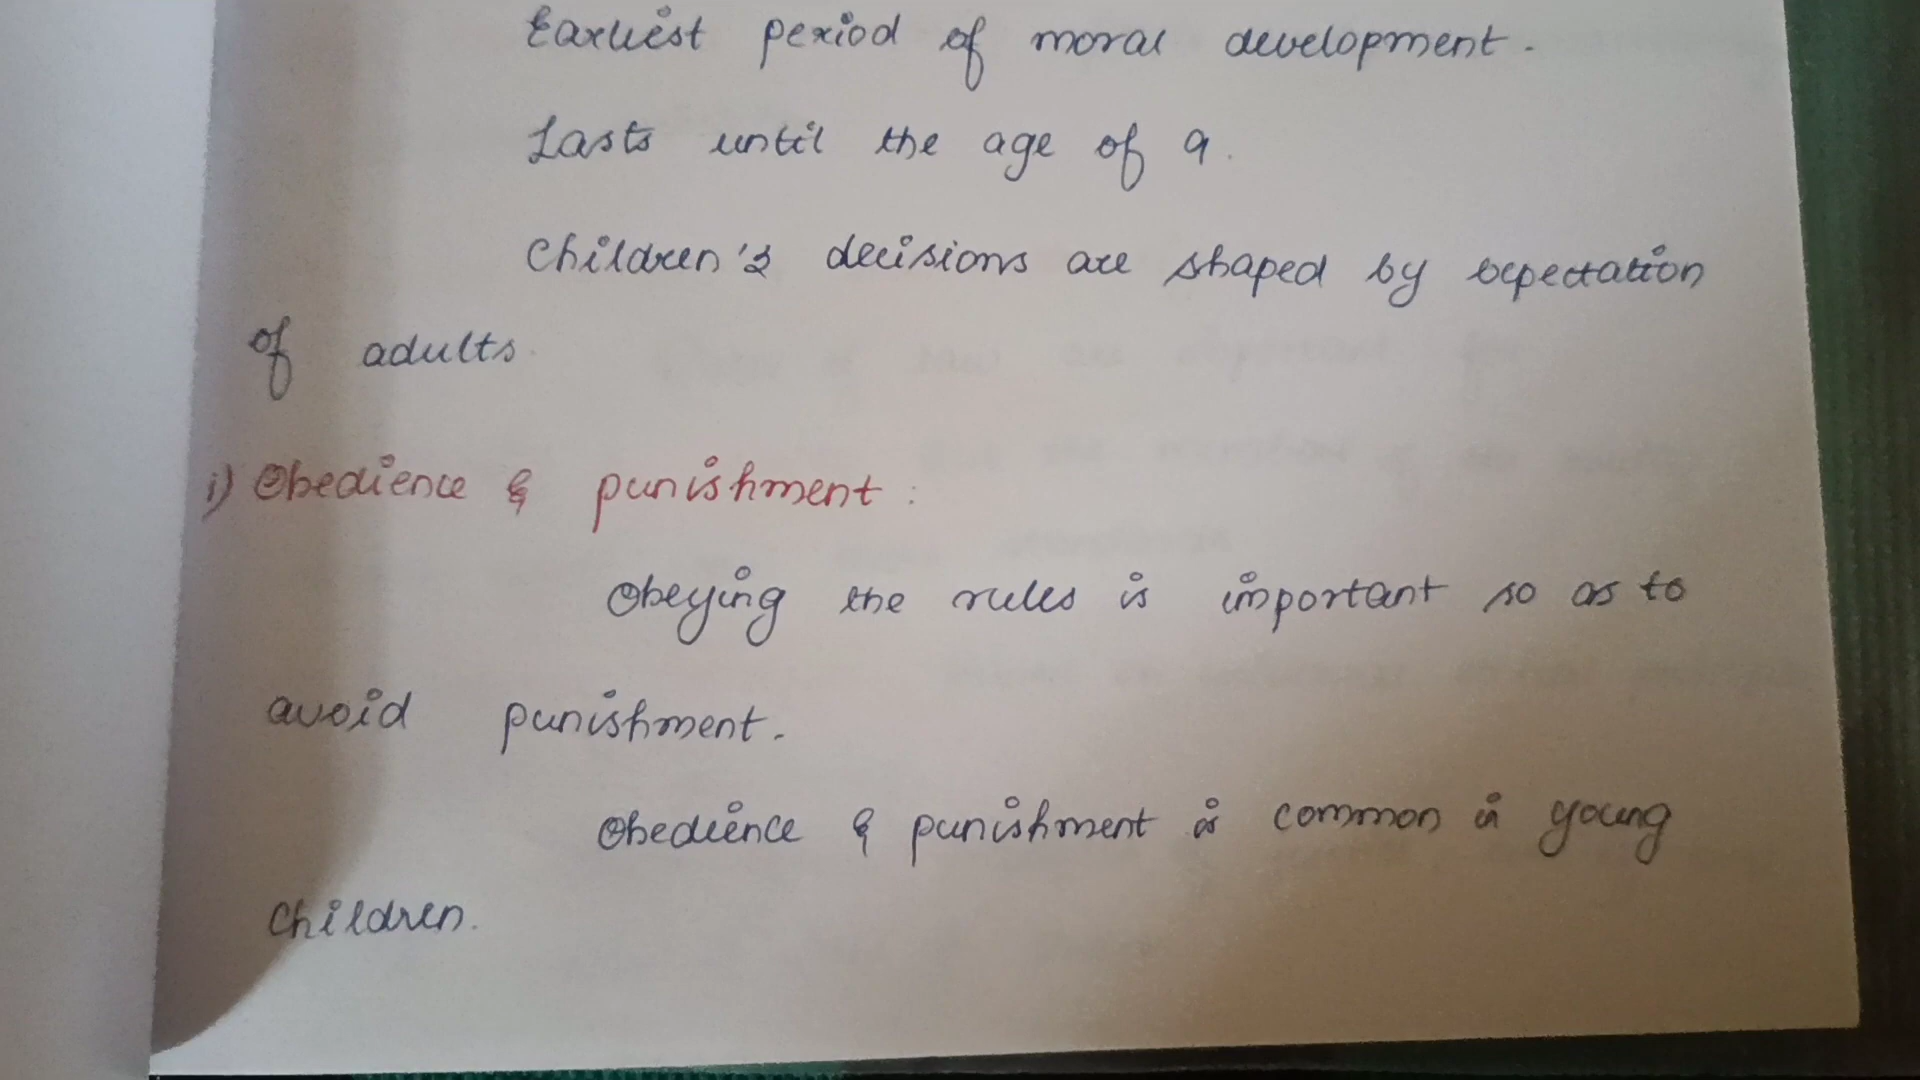 Earliest period of moral development.
Lasts until the age of 9.
Children's decisions are shaped by expectation
of adults.
i) Obedience & punishment:
Obeying the rules is important so as to
avoid punishment.
Obedience & punishment is common in young
children.